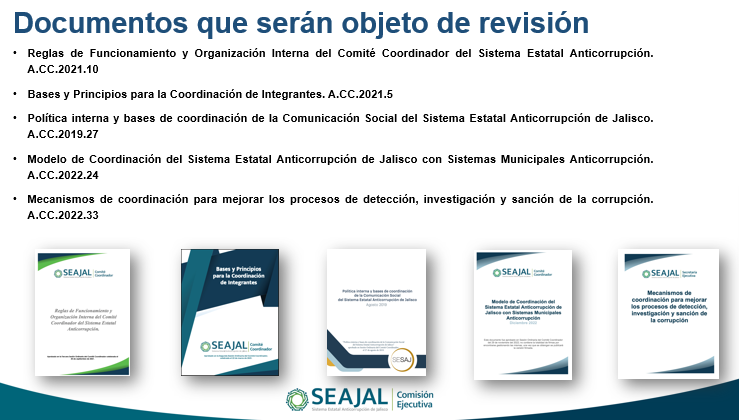 Documentos que serán objeto de revisión
• Reglas de Funcionamiento y Organización Interna del Comité Coordinador del Sistema Estatal Anticorrupción.
A.CC.2021.10
• Bases y Principios para la Coordinación de Integrantes. A.CC.2021.5
• Política interna y bases de coordinación de la Comunicación Social del Sistema Estatal Anticorrupción de Jalisco.
A.CC.2019.27
• Modelo de Coordinación del Sistema Estatal Anticorrupción de Jalisco con Sistemas Municipales Anticorrupción.
A.CC.2022.24
• Mecanismos de coordinación para mejorar los procesos de detección, investigación y sanción de la corrupción.
A.CC.2022.33
SEAJAL Comité
Coordinador
Reglas de Funcionamiento y
Organización Interna del Comité
Coordinador del Sistema Estatal
Anticorrupción.
Bases y Principios
para la Coordinación
de Integrantes
SEAJAL Comité
Coordinador
Política interna y bases de coordinación
de la Comunicación Social
del Sistema Estatal Anticorrupción de Jalisco
Agosto 2019
SESAJ
SEAJAL Comité
Coordinador
Modelo de Coordinación del
Sistema Estatal Anticorrupción de
Jalisco con Sistemas Municipales
Anticorrupción
SEAJAL Secretaría
Ejecutiva
Mecanismos de
coordinación para mejorar
los procesos de detección,
investigación y sanción de
la corrupción
SEAJAL Comisión
Ejecutiva
Sistema Estatal Anticorrupción de Jalisco